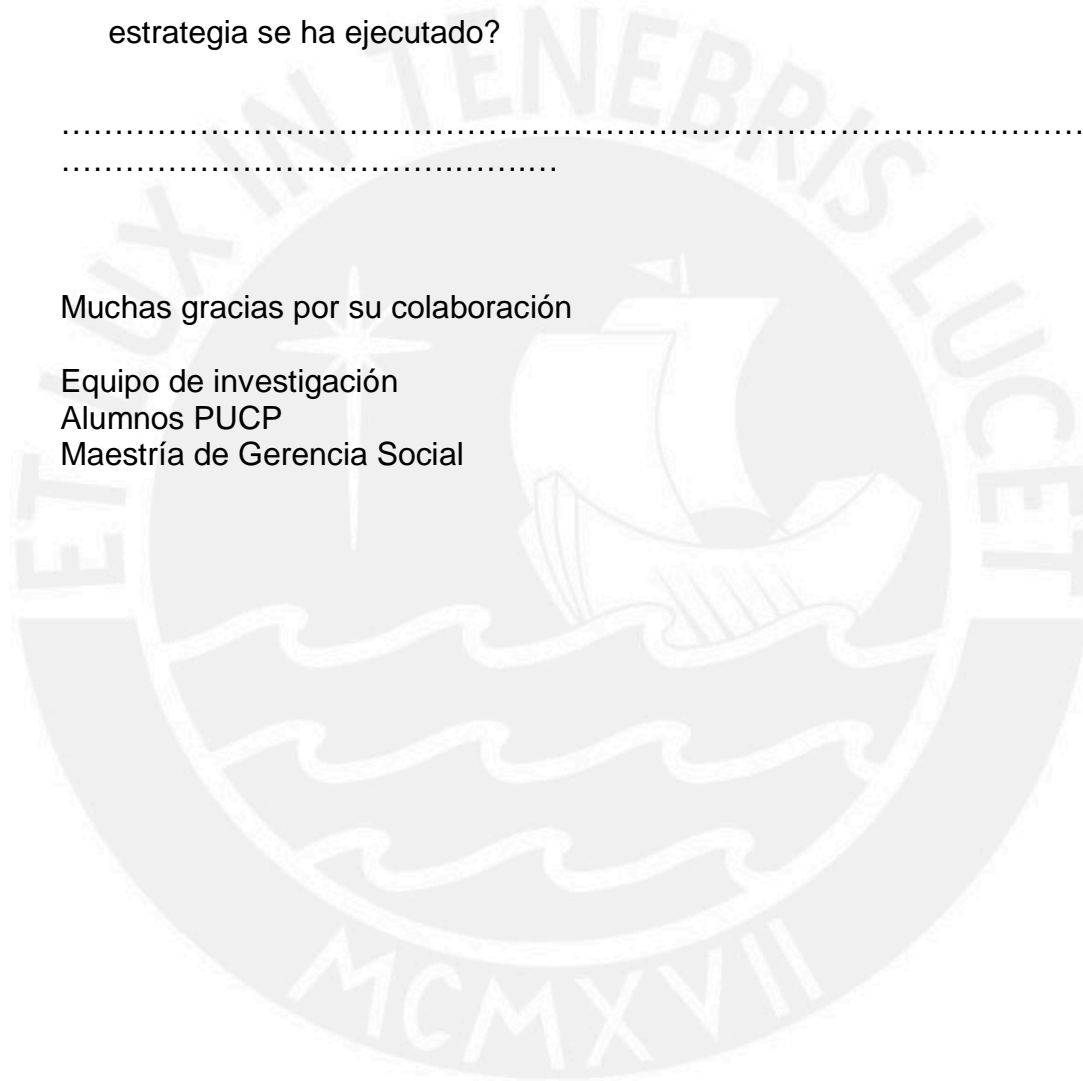 estrategia se ha ejecutado?
……………………………………………………………………………………
……………………………….…….…
Muchas gracias por su colaboración
Equipo de investigación
Alumnos PUCP
Maestría de Gerencia Social
ET LUX IN TENEBRIS LUCET
MCMXVII